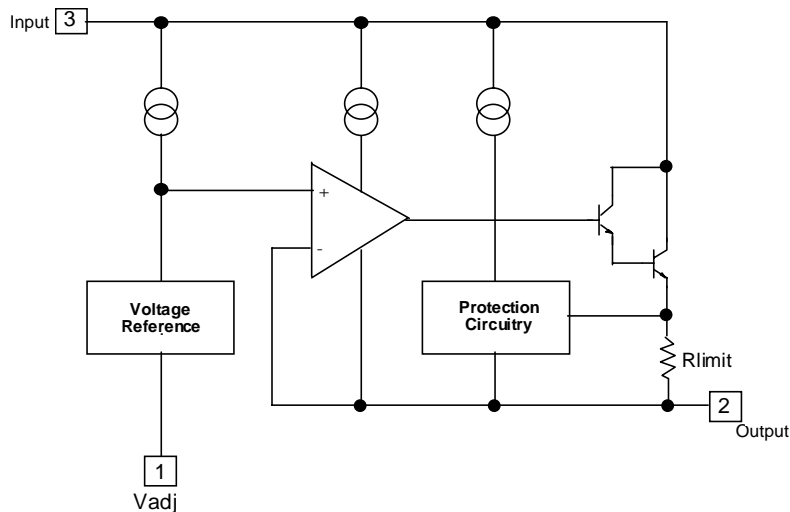 Input 3
+
-
Voltage
Reference
Protection
Circuitry
Rlimit
2
Output
1
Vadj